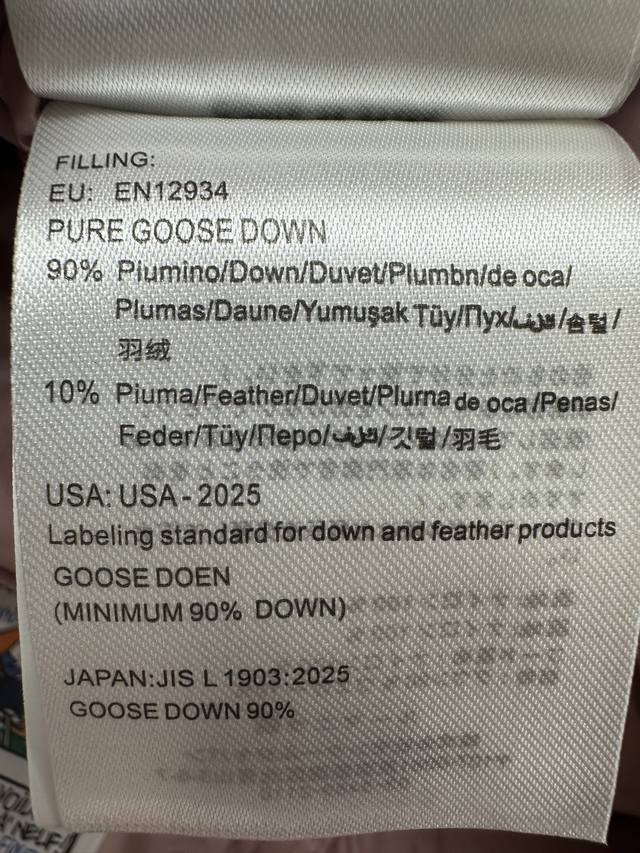 FILLING:
EU: EN12934
PURE GOOSE DOWN
90% Piumino/Down/Duvet/Plumbn/de oca/
Plumas/Daune/Yumuşak Tüy/Пух/ /솜털/
羽绒
10% Piuma/Feather/Duvet/Plurna de oca/Penas/
Feder/Tüy/Перо/ /깃털/羽毛
USA: USA - 2025
Labeling standard for down and feather products
GOOSE DOEN
(MINIMUM 90% DOWN)
JAPAN:JIS L 1903:2025
GOOSE DOWN 90%